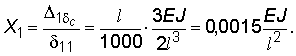 X₁ = Δ₁δc / δ₁₁ = l / 1000 · 3EJ / 2l³ = 0,0015 EJ / l².